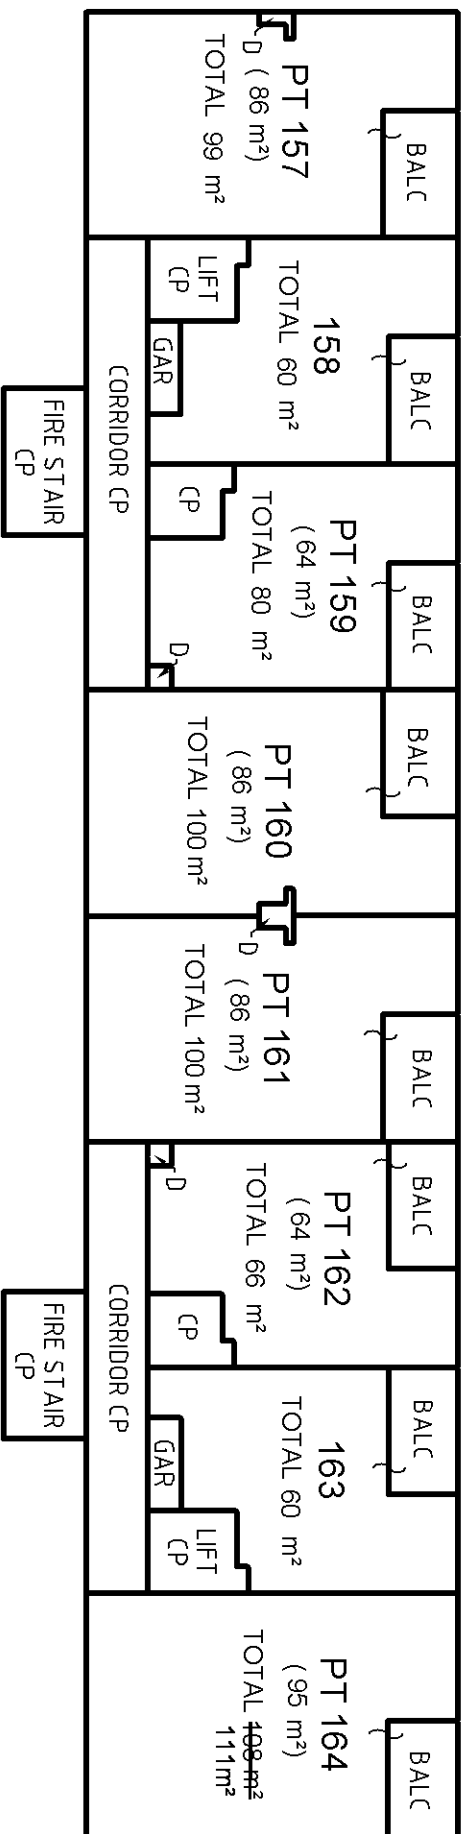 BALC
D
PT 157
( 86 m²)
TOTAL 99 m²
BALC
158
TOTAL 60 m²
LIFT
CP
GAR
BALC
PT 159
( 64 m²)
TOTAL 80 m²
CP
D
CORRIDOR CP
FIRE STAIR
CP
BALC
PT 160
( 86 m²)
TOTAL 100 m²
D
BALC
PT 161
( 86 m²)
TOTAL 100 m²
BALC
PT 162
( 64 m²)
TOTAL 66 m²
D
CP
BALC
163
TOTAL 60 m²
GAR
LIFT
CP
CORRIDOR CP
FIRE STAIR
CP
BALC
PT 164
( 95 m²)
TOTAL 108 m²
111m²